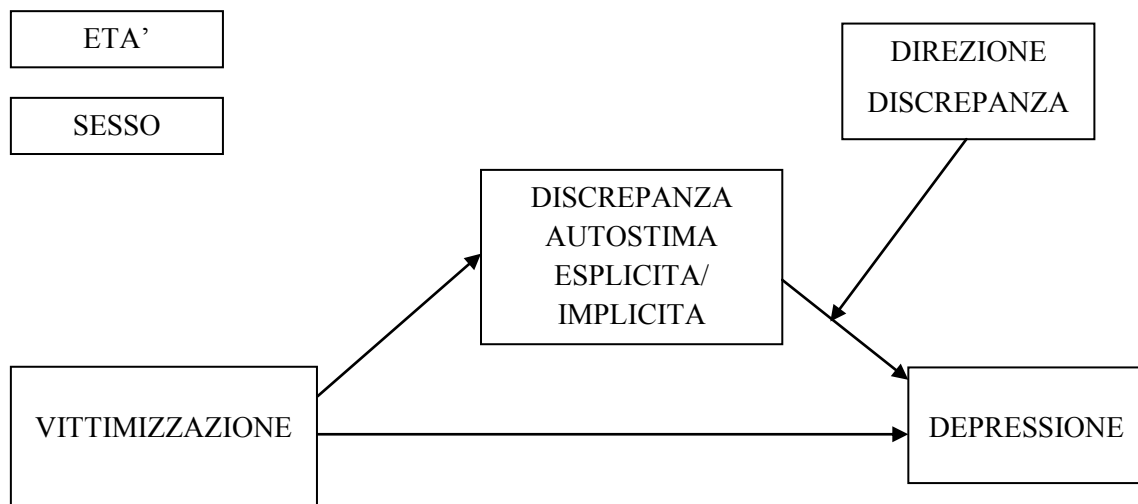 ETA’
SESSO
DIREZIONE
DISCREPANZA
DISCREPANZA
AUTOSTIMA
ESPLICITA/
IMPLICITA
VITTIMIZZAZIONE
DEPRESSIONE